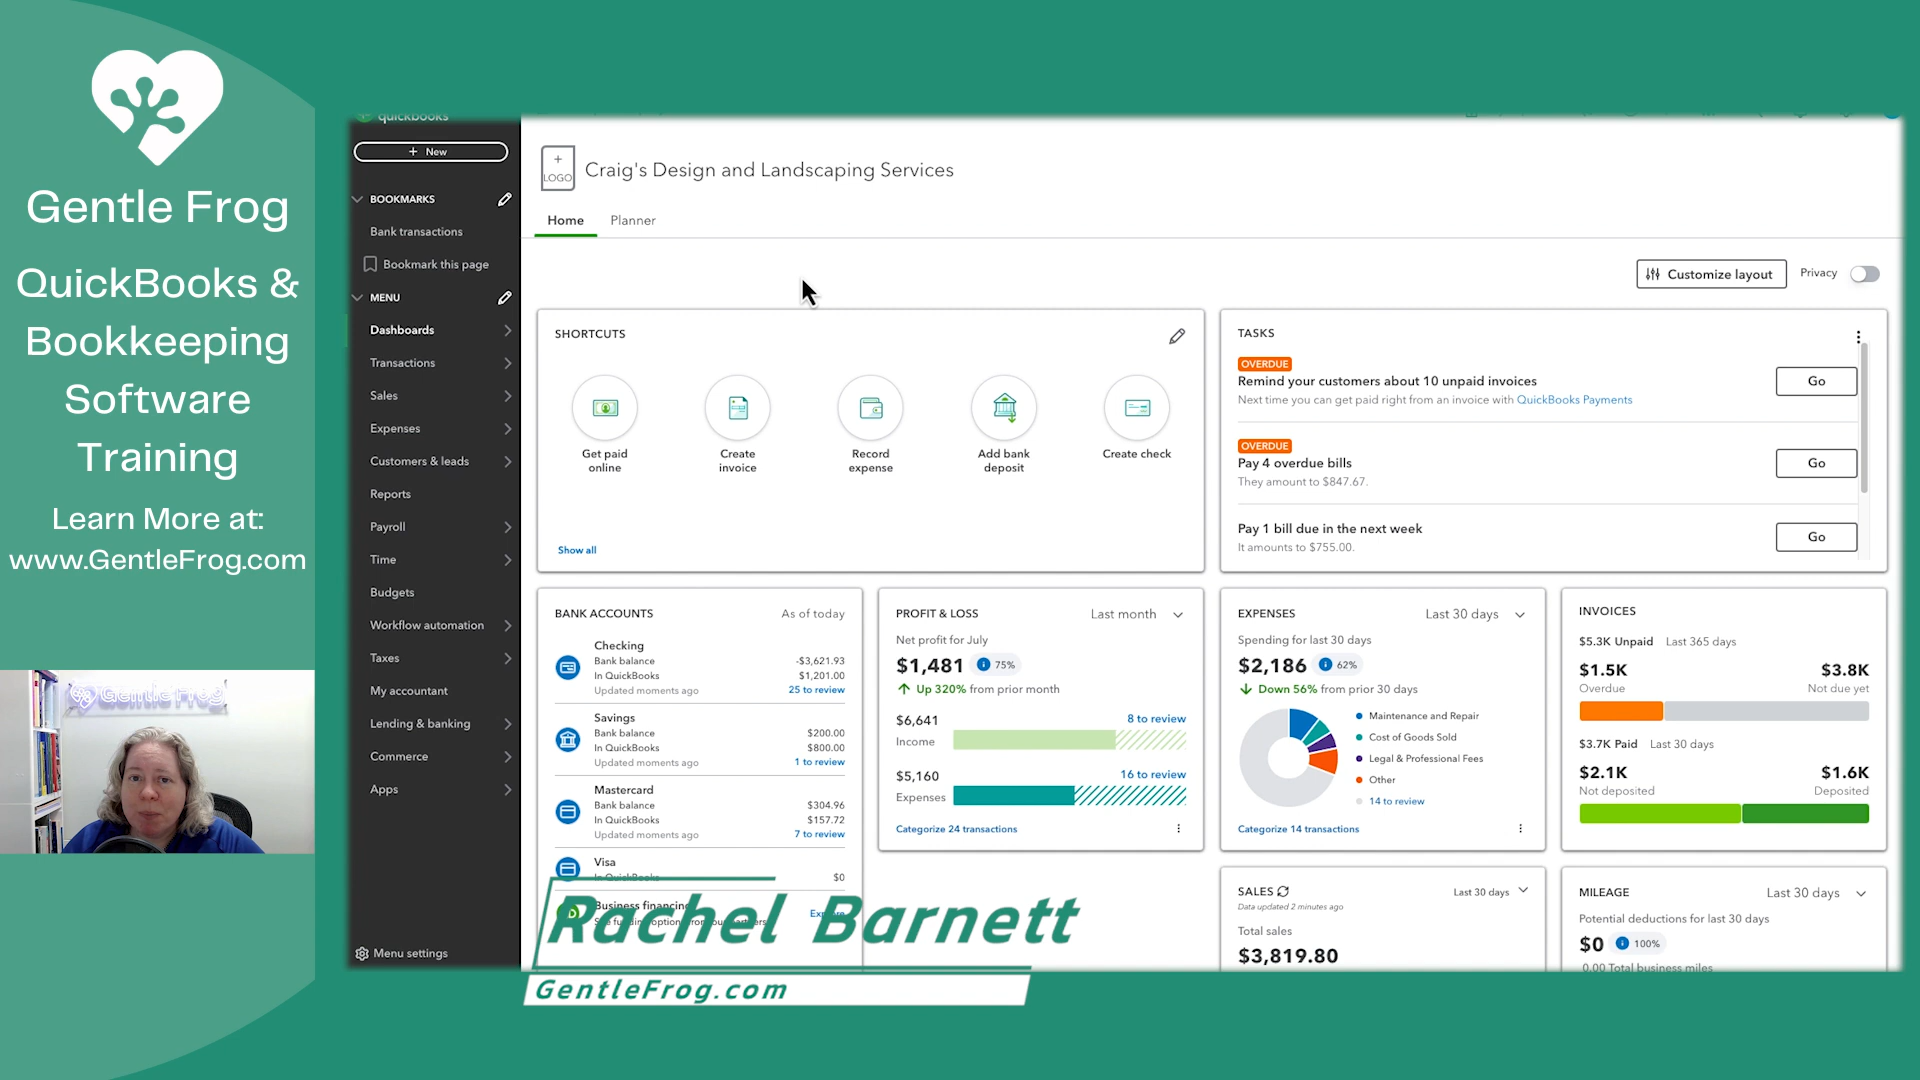 Gentle Frog
QuickBooks &
Bookkeeping
Software
Training
Learn More at:
www.GentleFrog.com
Gentle Frog
quickbooks
+ New
BOOKMARKS
Bank transactions
Bookmark this page
MENU
Dashboards
Transactions
Sales
Expenses
Customers & leads
Reports
Payroll
Time
Budgets
Workflow automation
Taxes
My accountant
Lending & banking
Commerce
Apps
Menu settings
+
LOGO
Craig's Design and Landscaping Services
Home Planner
Customize layout Privacy
SHORTCUTS
Get paid
online
Create
invoice
Record
expense
Add bank
deposit
Create check
Show all
TASKS
OVERDUE
Remind your customers about 10 unpaid invoices
Next time you can get paid right from an invoice with QuickBooks Payments
Go
OVERDUE
Pay 4 overdue bills
They amount to $847.67.
Go
Pay 1 bill due in the next week
It amounts to $755.00.
Go
BANK ACCOUNTS As of today
Checking
Bank balance -$3,621.93
In QuickBooks $1,201.00
Updated moments ago 25 to review
Savings
Bank balance $200.00
In QuickBooks $800.00
Updated moments ago 1 to review
Mastercard
Bank balance $304.96
In QuickBooks $157.72
Updated moments ago 7 to review
Visa
In QuickBooks $0
Business financing
PROFIT & LOSS Last month
Net profit for July
$1,481 75%
Up 320% from prior month
$6,641 8 to review
Income
$5,160 16 to review
Expenses
Categorize 24 transactions
EXPENSES Last 30 days
Spending for last 30 days
$2,186 62%
Down 56% from prior 30 days
Maintenance and Repair
Cost of Goods Sold
Legal & Professional Fees
Other
14 to review
Categorize 14 transactions
INVOICES
$5.3K Unpaid Last 365 days
$1.5K $3.8K
Overdue Not due yet
$3.7K Paid Last 30 days
$2.1K $1.6K
Not deposited Deposited
SALES Last 30 days
Data updated 2 minutes ago
Total sales
$3,819.80
MILEAGE Last 30 days
Potential deductions for last 30 days
$0 100%
0.00 Total business miles
Rachel Barnett
GentleFrog.com